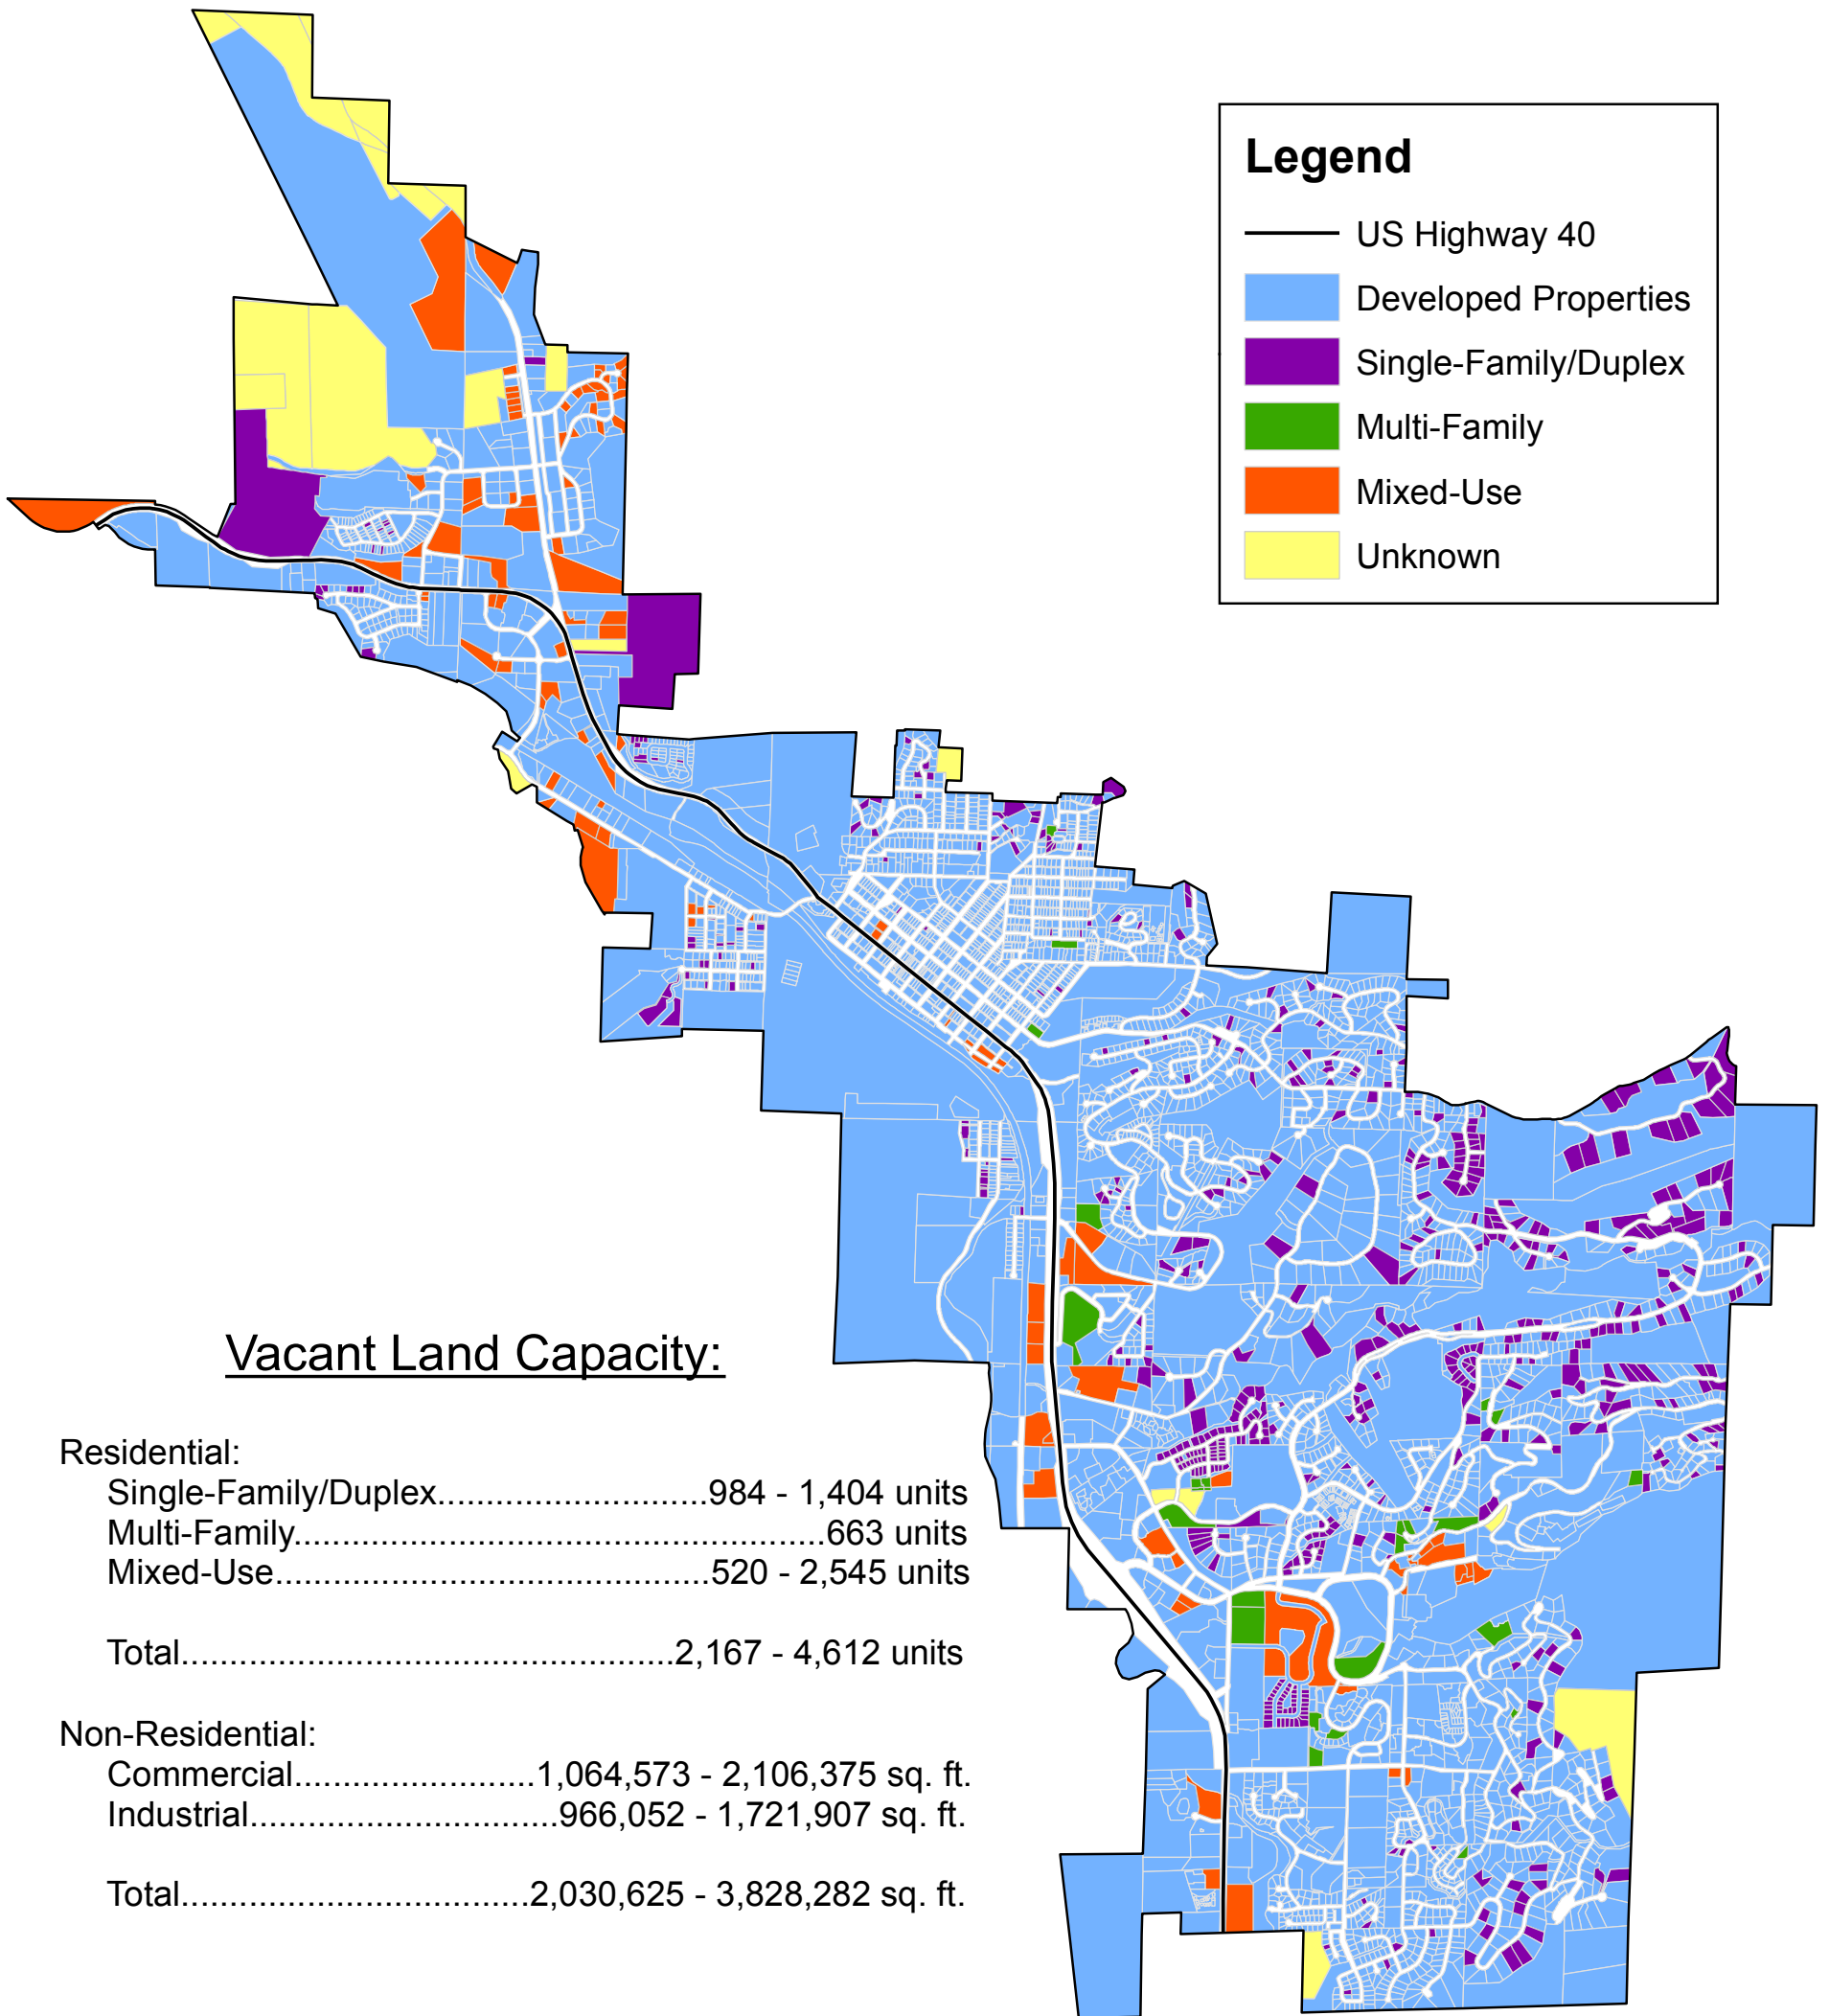 Legend
US Highway 40
Developed Properties
Single-Family/Duplex
Multi-Family
Mixed-Use
Unknown
Vacant Land Capacity:
Residential:
Single-Family/Duplex............................984 - 1,404 units
Multi-Family.......................................................663 units
Mixed-Use.............................................520 - 2,545 units
Total...................................................2,167 - 4,612 units
Non-Residential:
Commercial.........................1,064,573 - 2,106,375 sq. ft.
Industrial................................966,052 - 1,721,907 sq. ft.
Total....................................2,030,625 - 3,828,282 sq. ft.